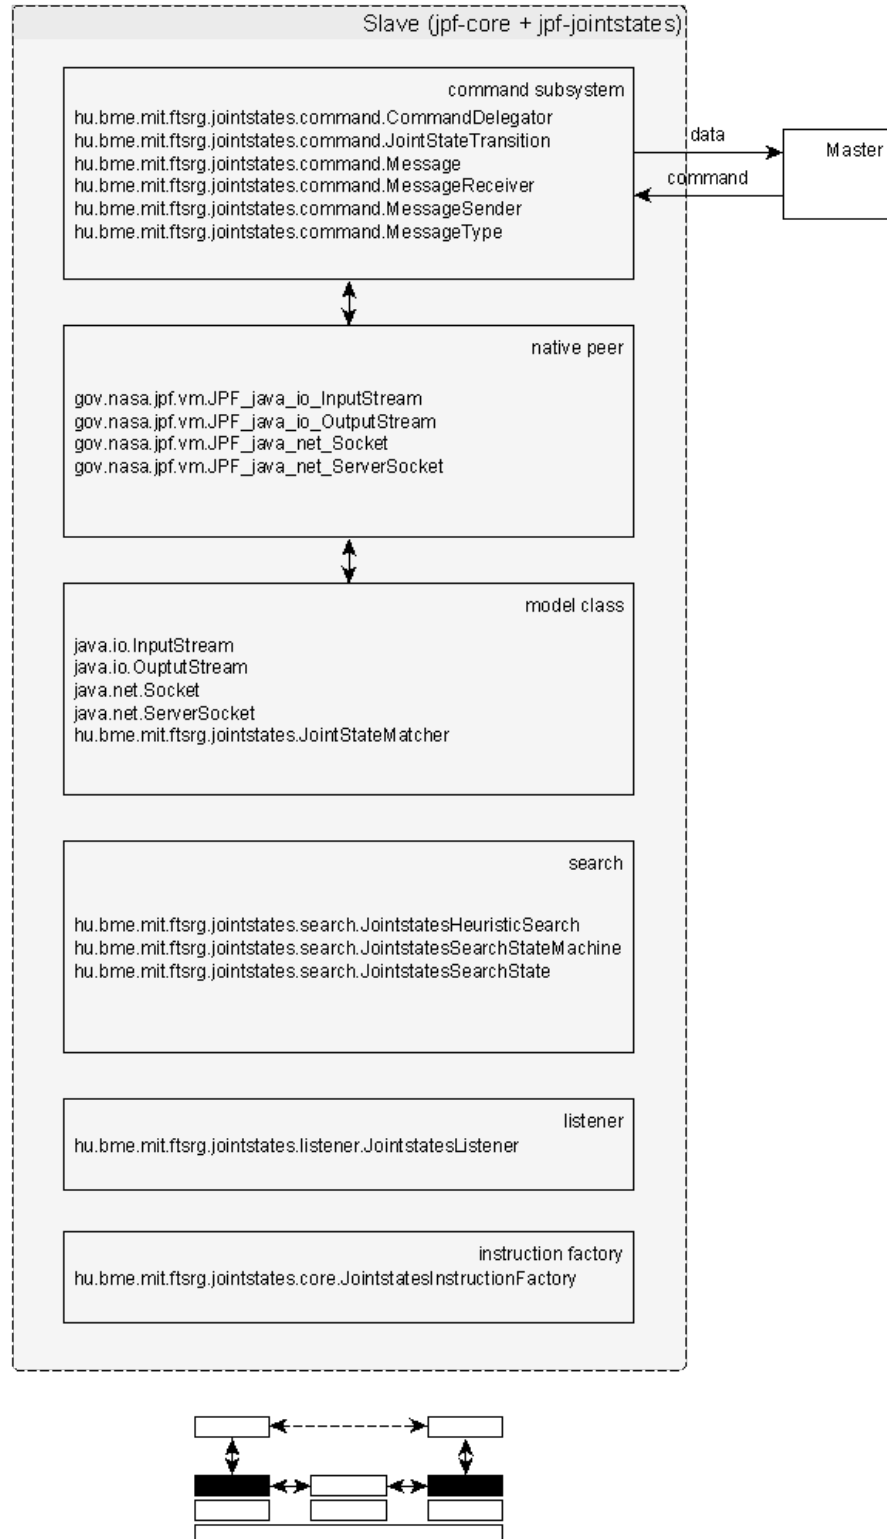 Slave (jpf-core + jpf-jointstates)
command subsystem
hu.bme.mit.ftsrg.jointstates.command.CommandDelegator
hu.bme.mit.ftsrg.jointstates.command.JointStateTransition
hu.bme.mit.ftsrg.jointstates.command.Message
hu.bme.mit.ftsrg.jointstates.command.MessageReceiver
hu.bme.mit.ftsrg.jointstates.command.MessageSender
hu.bme.mit.ftsrg.jointstates.command.MessageType
data
command
Master
native peer
gov.nasa.jpf.vm.JPF_java_io_InputStream
gov.nasa.jpf.vm.JPF_java_io_OutputStream
gov.nasa.jpf.vm.JPF_java_net_Socket
gov.nasa.jpf.vm.JPF_java_net_ServerSocket
model class
java.io.InputStream
java.io.OuptutStream
java.net.Socket
java.net.ServerSocket
hu.bme.mit.ftsrg.jointstates.JointStateMatcher
search
hu.bme.mit.ftsrg.jointstates.search.JointstatesHeuristicSearch
hu.bme.mit.ftsrg.jointstates.search.JointstatesSearchStateMachine
hu.bme.mit.ftsrg.jointstates.search.JointstatesSearchState
listener
hu.bme.mit.ftsrg.jointstates.listener.JointstatesListener
instruction factory
hu.bme.mit.ftsrg.jointstates.core.JointstatesInstructionFactory